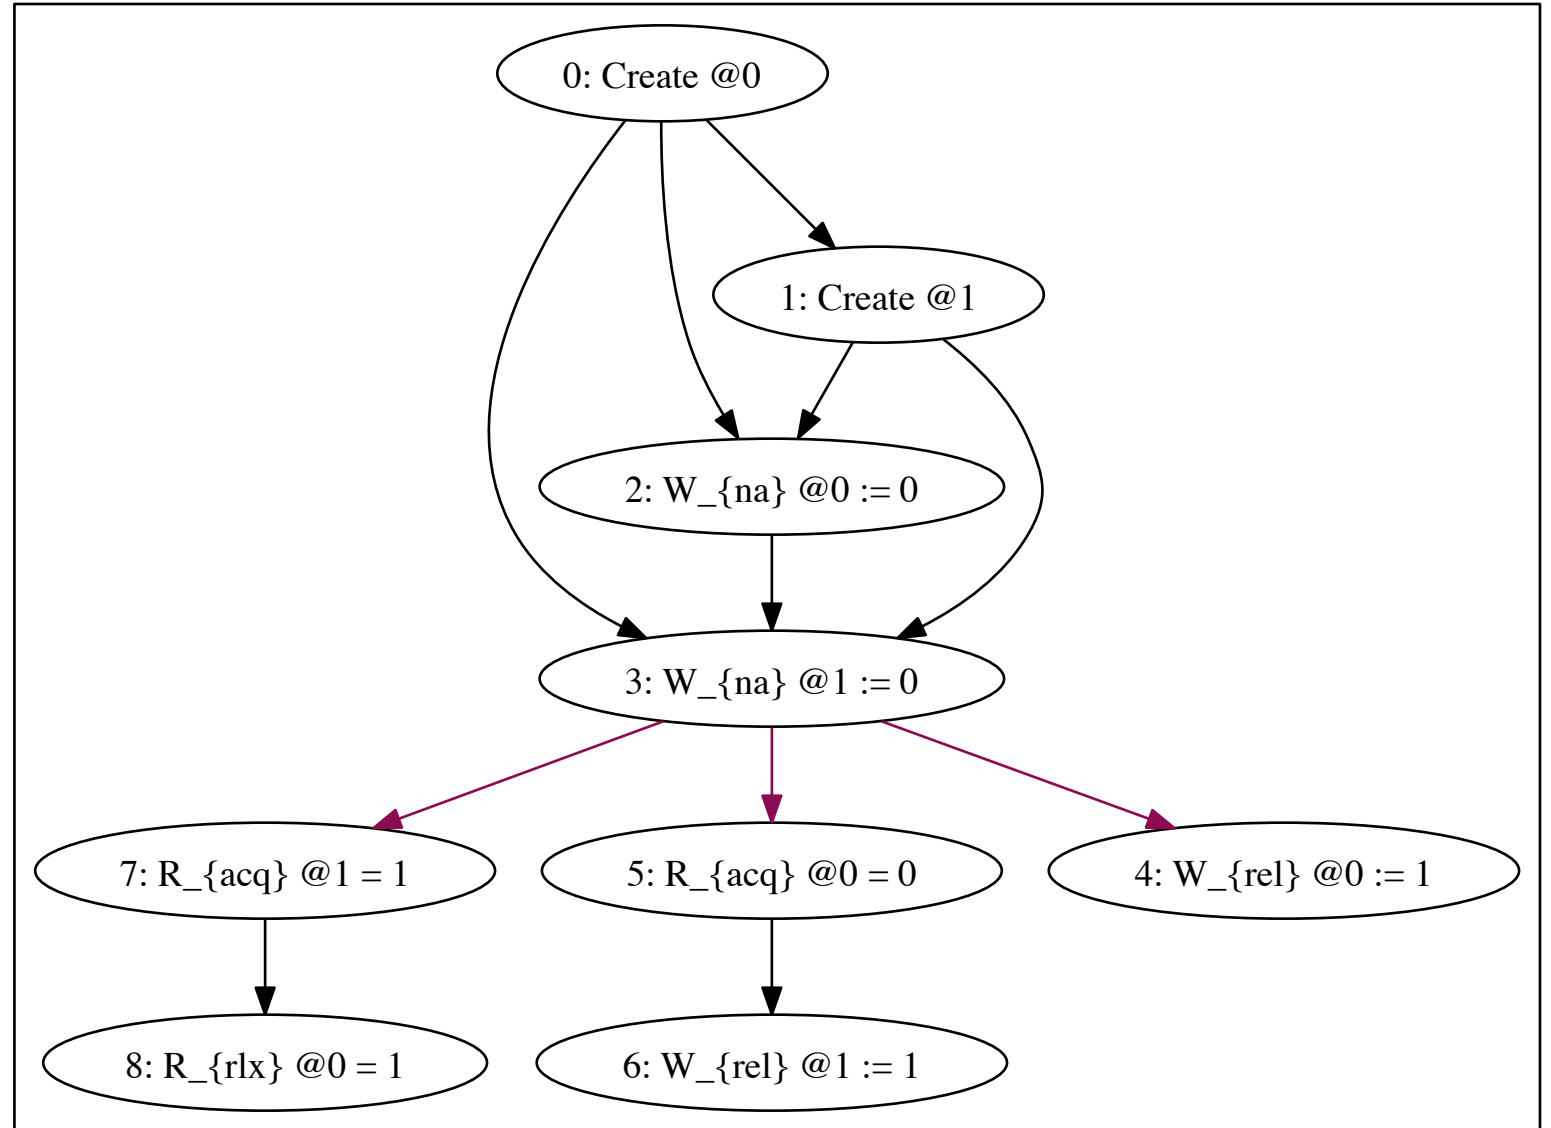 0: Create @0
1: Create @1
2: W_{na} @0 := 0
3: W_{na} @1 := 0
7: R_{acq} @1 = 1
5: R_{acq} @0 = 0
4: W_{rel} @0 := 1
8: R_{rlx} @0 = 1
6: W_{rel} @1 := 1